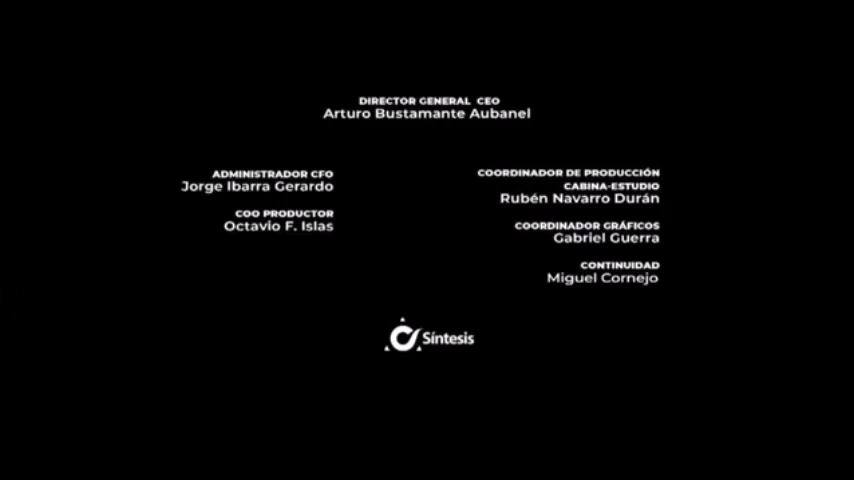 DIRECTOR GENERAL CEO
Arturo Bustamante Aubanel
ADMINISTRADOR CFO
Jorge Ibarra Gerardo
COO PRODUCTOR
Octavio F. Islas
COORDINADOR DE PRODUCCIÓN
CABINA-ESTUDIO
Rubén Navarro Durán
COORDINADOR GRÁFICOS
Gabriel Guerra
CONTINUIDAD
Miguel Cornejo
Síntesis